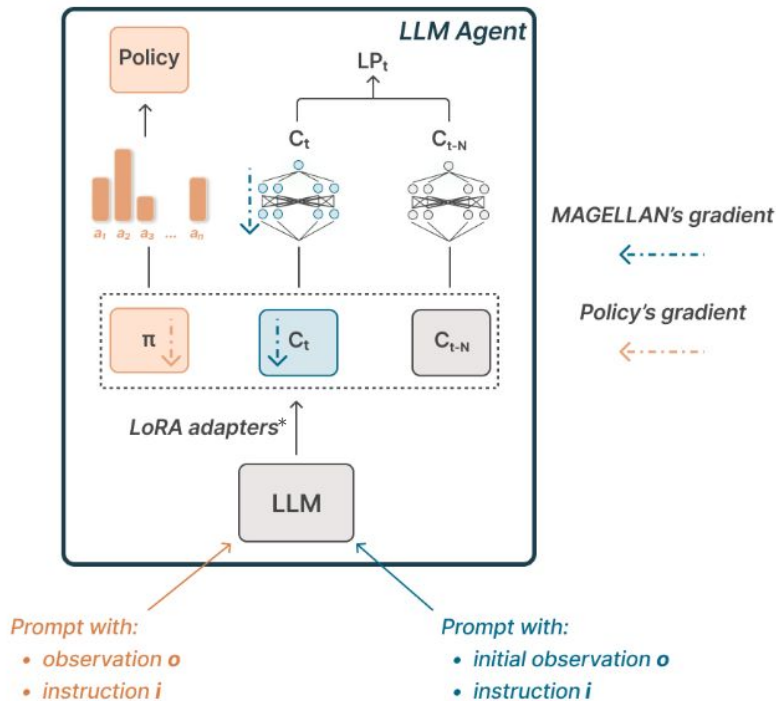 LLM Agent
Policy
LPₜ
Cₜ
Cₜ₋ₙ
a₁ a₂ a₃ ... aₙ
MAGELLAN's gradient
Policy's gradient
π
Cₜ
Cₜ₋ₙ
LoRA adapters*
LLM
Prompt with:
• observation o
• instruction i
Prompt with:
• initial observation o
• instruction i